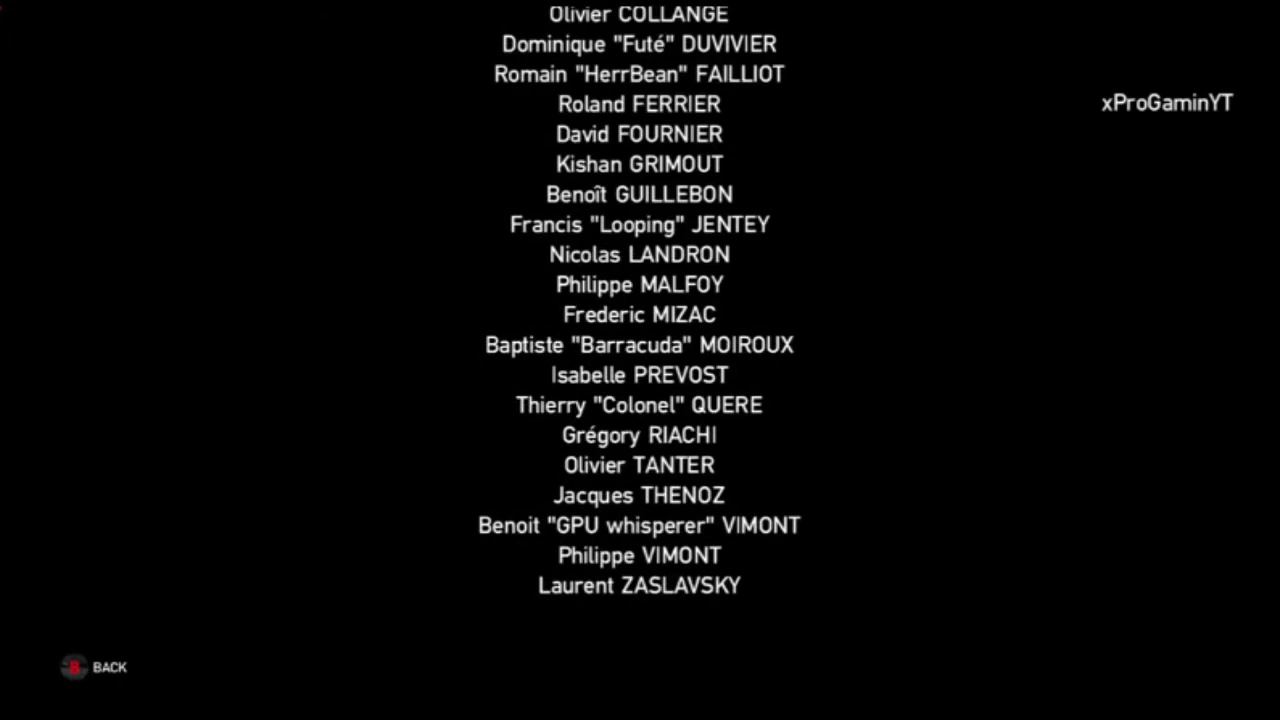 Olivier COLLANGE
Dominique "Futé" DUVIVIER
Romain "HerrBean" FAILLIOT
Roland FERRIER
xProGaminYT
David FOURNIER
Kishan GRIMOUT
Benoît GUILLEBON
Francis "Looping" JENTEY
Nicolas LANDRON
Philippe MALFOY
Frederic MIZAC
Baptiste "Barracuda" MOIROUX
Isabelle PREVOST
Thierry "Colonel" QUERE
Grégory RIACHI
Olivier TANTER
Jacques THENOZ
Benoit "GPU whisperer" VIMONT
Philippe VIMONT
Laurent ZASLAVSKY
B BACK